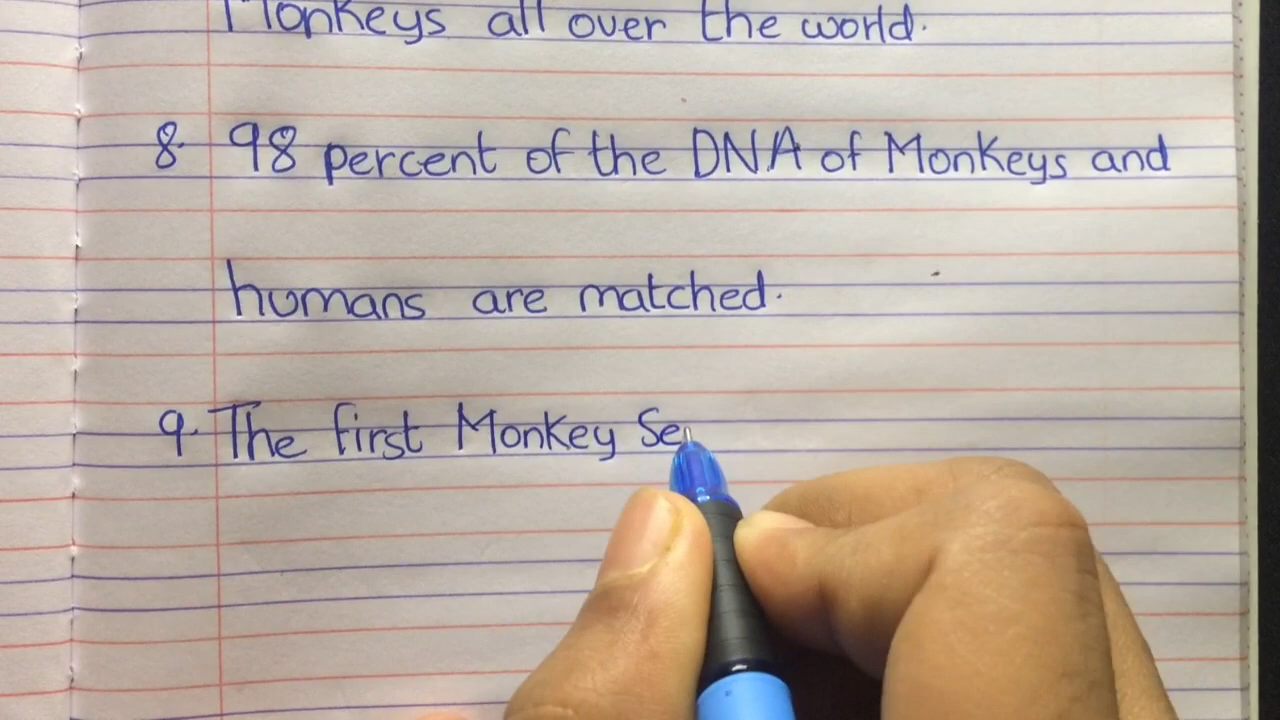 Monkeys all over the world.
8. 98 percent of the DNA of Monkeys and
humans are matched.
9. The first Monkey Se